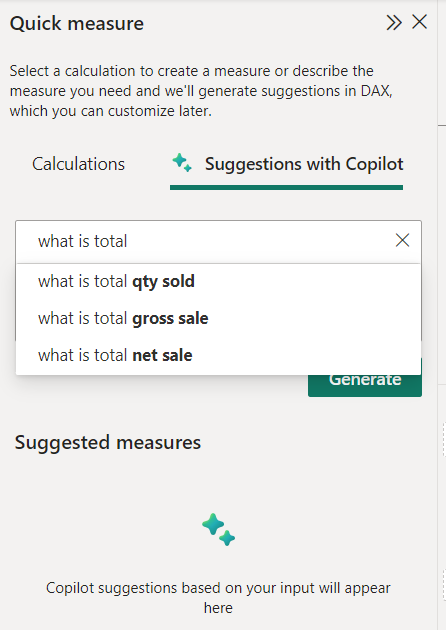 Quick measure
Select a calculation to create a measure or describe the
measure you need and we'll generate suggestions in DAX,
which you can customize later.
Calculations
Suggestions with Copilot
what is total
what is total qty sold
what is total gross sale
what is total net sale
Generate
Suggested measures
Copilot suggestions based on your input will appear
here